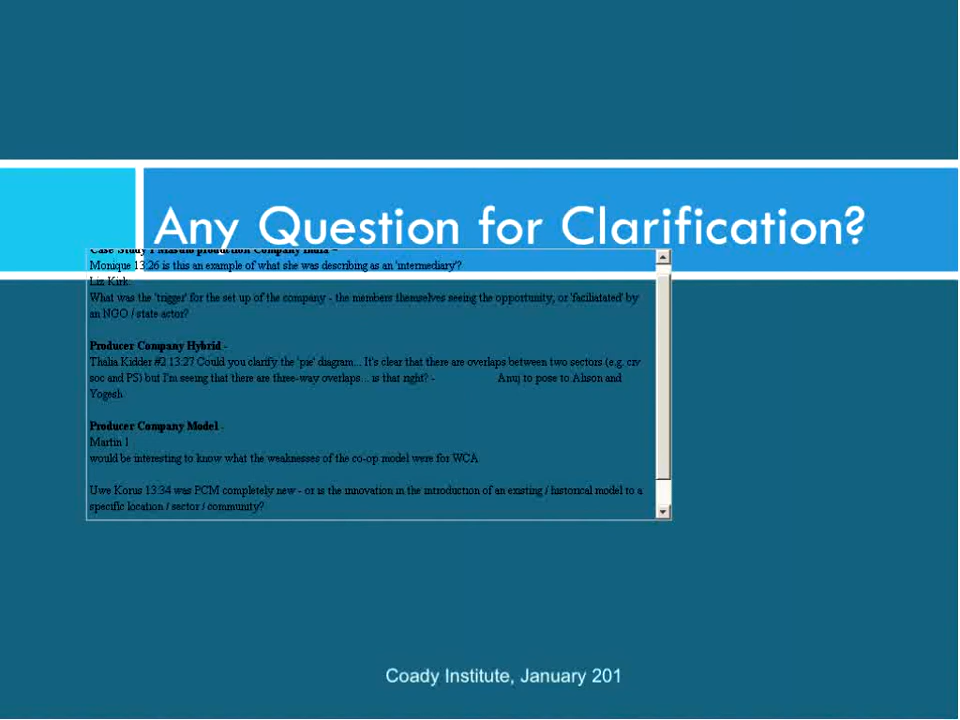 Any Question for Clarification?
Case Study 1 Masuto production Company India –
Monique 13:26 is this an example of what she was describing as an 'intermediary'?
Liz Kirk:
What was the 'trigger' for the set up of the company - the members themselves seeing the opportunity, or 'faciliatated' by
an NGO / state actor?
Producer Company Hybrid -
Thalia Kidder #2 13:27 Could you clarify the 'pie' diagram... It's clear that there are overlaps between two sectors (e.g. civ
soc and PS) but I'm seeing that there are three-way overlaps... is that right? - Anuj to pose to Alison and
Yogesh
Producer Company Model -
Martin 1
would be interesting to know what the weaknesses of the co-op model were for WCA
Uwe Korus 13:34 was PCM completely new - or is the innovation in the introduction of an existing / historical model to a
specific location / sector / community?
Coady Institute, January 201